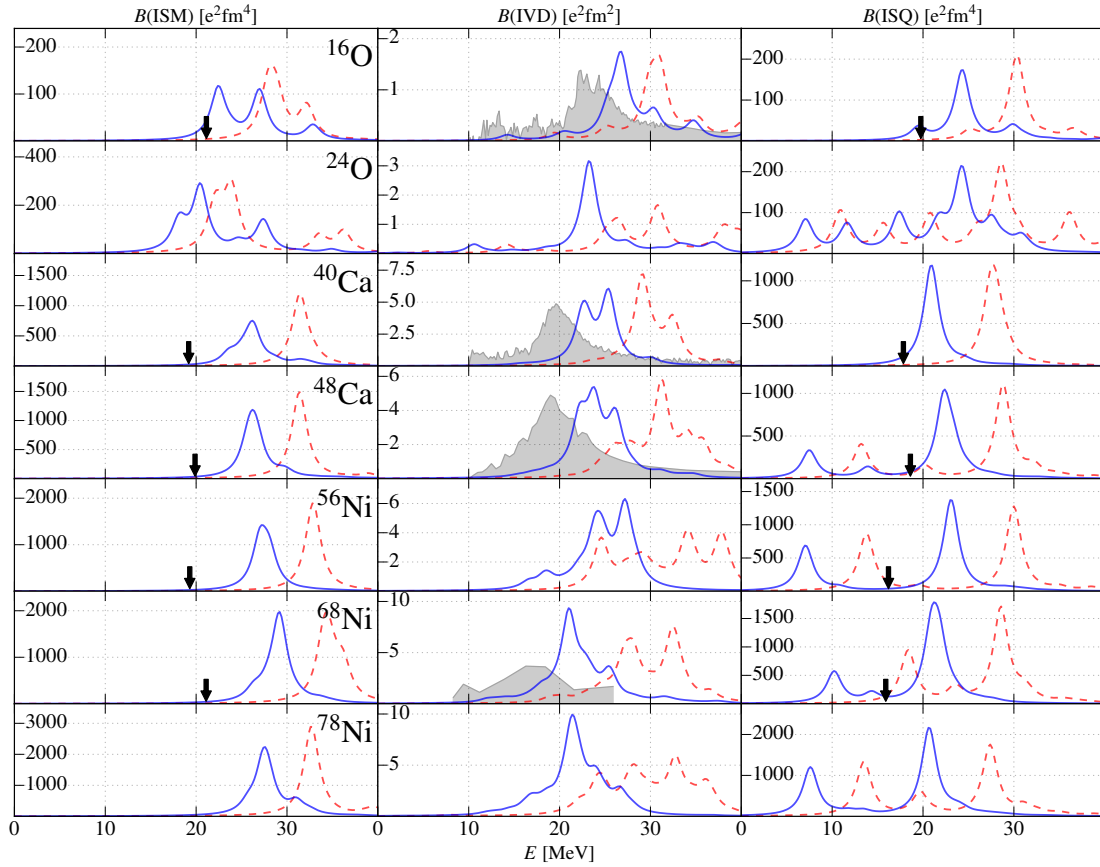 B(ISM) [e²fm⁴] B(IVD) [e²fm²] B(ISQ) [e²fm⁴]
200 100 ¹⁶O 2 1 200 100
400 200 ²⁴O 3 2 1 200 100
1500 1000 500 ⁴⁰Ca 7.5 5.0 2.5 1000 500
1500 1000 500 ⁴⁸Ca 6 4 2 1000 500
2000 1000 ⁵⁶Ni 6 4 2 1500 1000 500
2000 1000 ⁶⁸Ni 10 5 1500 1000 500
3000 2000 1000 ⁷⁸Ni 10 5 2000 1000
0 10 20 30 0 10 20 30 0 10 20 30
E [MeV]